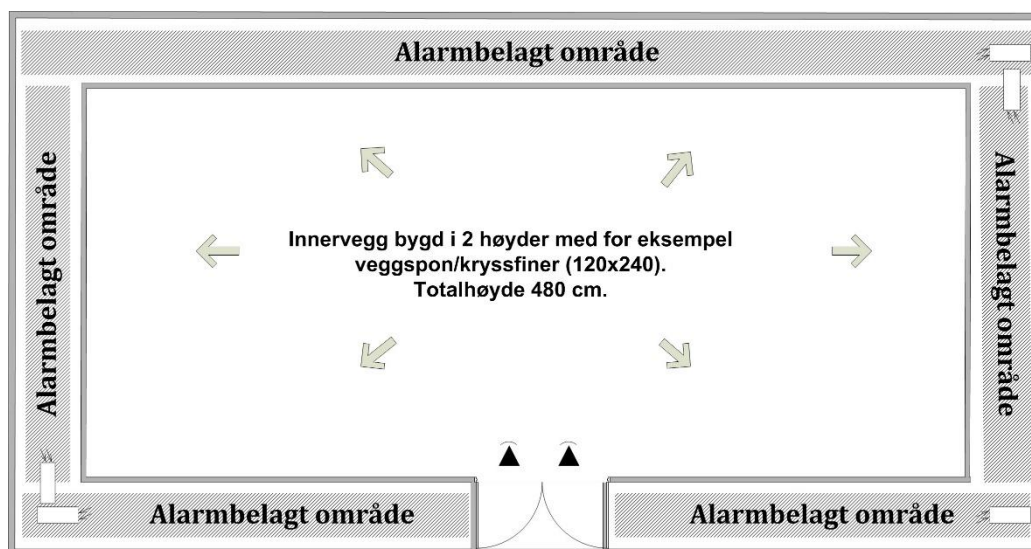 Alarmbelagt område
Alarmbelagt område
Alarmbelagt område
Innervegg bygd i 2 høyder med for eksempel
veggspon/kryssfiner (120x240).
Totalhøyde 480 cm.
Alarmbelagt område
Alarmbelagt område